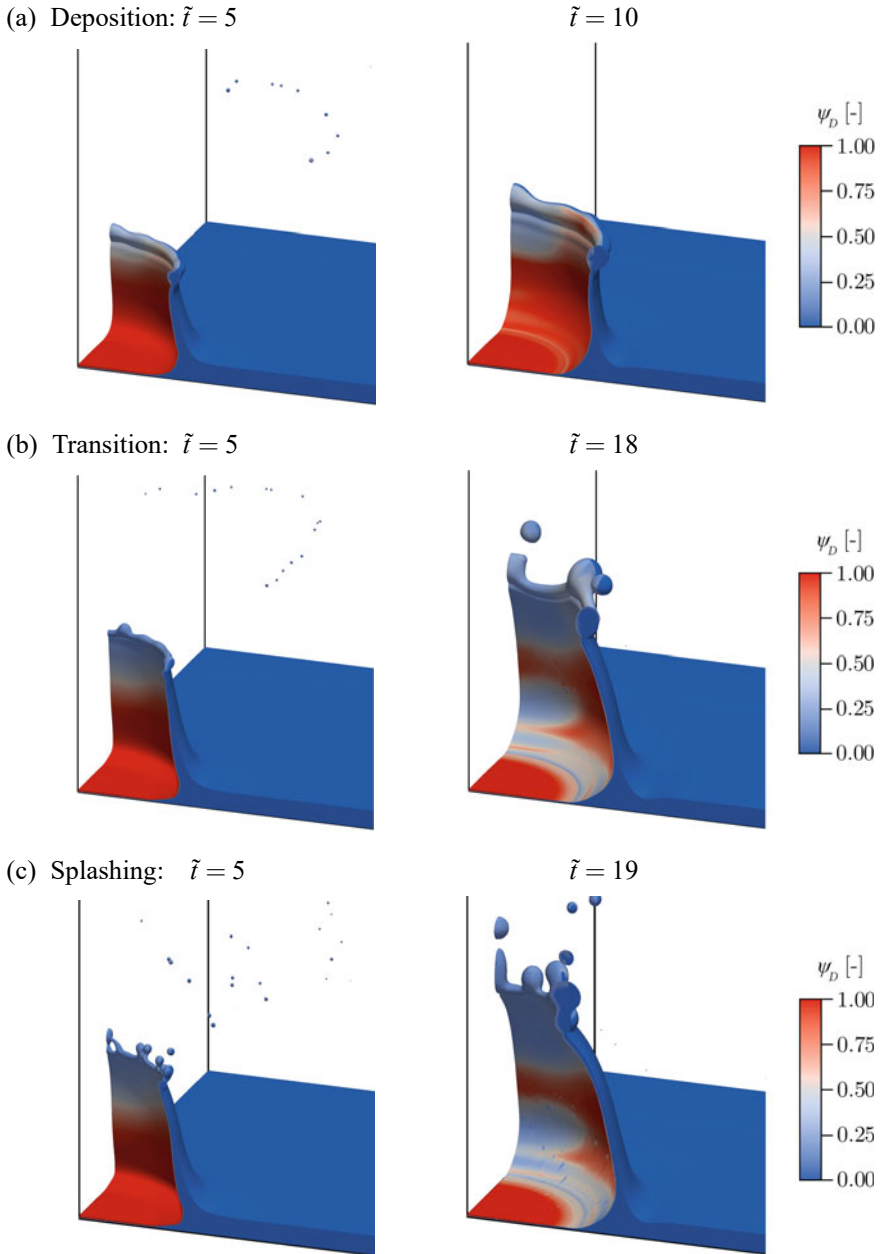 (a) Deposition: t̃ = 5 t̃ = 10
ψ_D [-]
1.00
0.75
0.50
0.25
0.00
(b) Transition: t̃ = 5 t̃ = 18
ψ_D [-]
1.00
0.75
0.50
0.25
0.00
(c) Splashing: t̃ = 5 t̃ = 19
ψ_D [-]
1.00
0.75
0.50
0.25
0.00